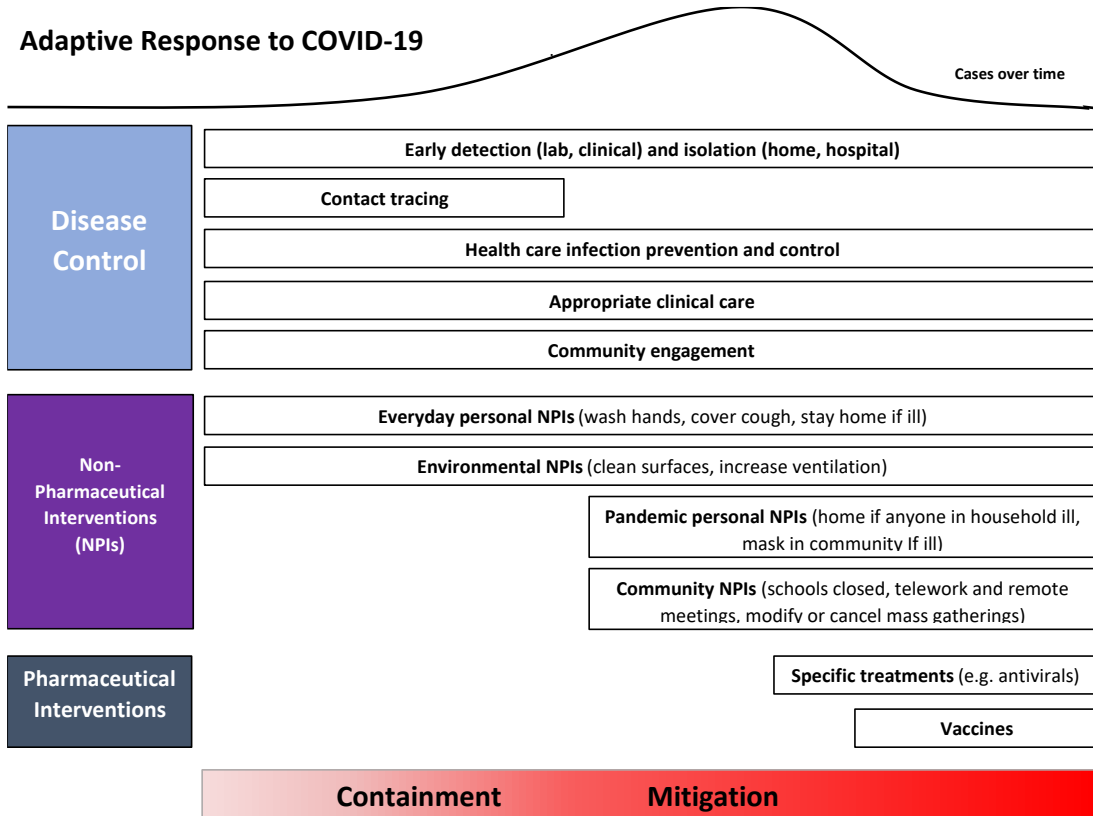 Adaptive Response to COVID-19
Cases over time
Disease
Control
Early detection (lab, clinical) and isolation (home, hospital)
Contact tracing
Health care infection prevention and control
Appropriate clinical care
Community engagement
Non-
Pharmaceutical
Interventions
(NPIs)
Everyday personal NPIs (wash hands, cover cough, stay home if ill)
Environmental NPIs (clean surfaces, increase ventilation)
Pandemic personal NPIs (home if anyone in household ill,
mask in community If ill)
Community NPIs (schools closed, telework and remote
meetings, modify or cancel mass gatherings)
Pharmaceutical
Interventions
Specific treatments (e.g. antivirals)
Vaccines
Containment
Mitigation